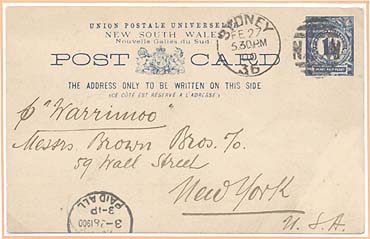 UNION POSTALE UNIVERSELLE
NEW SOUTH WALES
Nouvelle Galles du Sud.
POST CARD
THE ADDRESS ONLY TO BE WRITTEN ON THIS SIDE
(CE CÔTÉ EST RÉSERVÉ A L'ADRESSE)
SYDNEY
FE 27
5.30PM
36
p "Warrimoo"
Messrs. Brown Bros. & Co.
59 Wall Street
New York
U.S.A.
PAID ALL